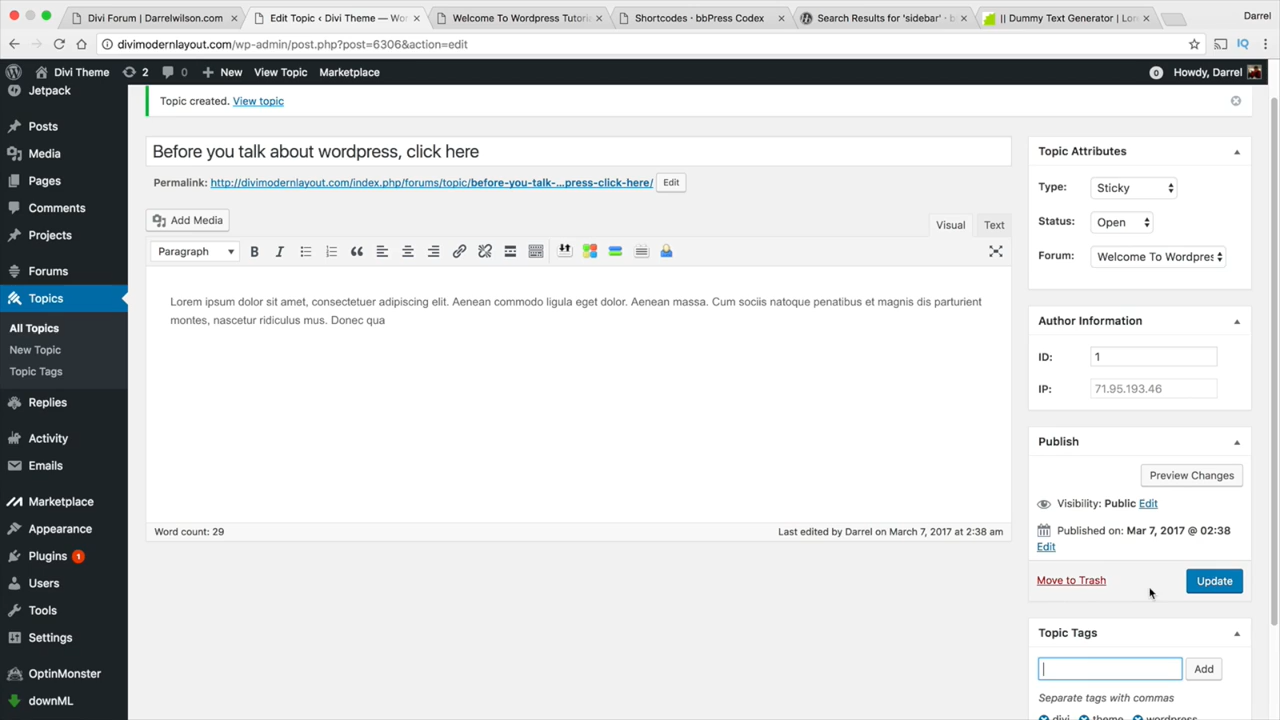 Divi Forum | Darrelwilson.com
Edit Topic ‹ Divi Theme — Wor
Welcome To Wordpress Tutori
Shortcodes · bbPress Codex
Search Results for 'sidebar' · b
|| Dummy Text Generator | Lor
Darrel
divimodernlayout.com/wp-admin/post.php?post=6306&action=edit
Divi Theme 2 0 New View Topic Marketplace 0 Howdy, Darrel
Jetpack
Posts
Media
Pages
Comments
Projects
Forums
Topics
All Topics
New Topic
Topic Tags
Replies
Activity
Emails
Marketplace
Appearance
Plugins 1
Users
Tools
Settings
OptinMonster
downML
Topic created. View topic
Before you talk about wordpress, click here
Permalink: http://divimodernlayout.com/index.php/forums/topic/before-you-talk-...press-click-here/ Edit
Add Media
Visual Text
Paragraph B I
Lorem ipsum dolor sit amet, consectetuer adipiscing elit. Aenean commodo ligula eget dolor. Aenean massa. Cum sociis natoque penatibus et magnis dis parturient
montes, nascetur ridiculus mus. Donec qua
Word count: 29 Last edited by Darrel on March 7, 2017 at 2:38 am
Topic Attributes
Type: Sticky
Status: Open
Forum: Welcome To Wordpres
Author Information
ID: 1
IP: 71.95.193.46
Publish
Preview Changes
Visibility: Public Edit
Published on: Mar 7, 2017 @ 02:38
Edit
Move to Trash Update
Topic Tags
Add
Separate tags with commas
divi theme wordpress